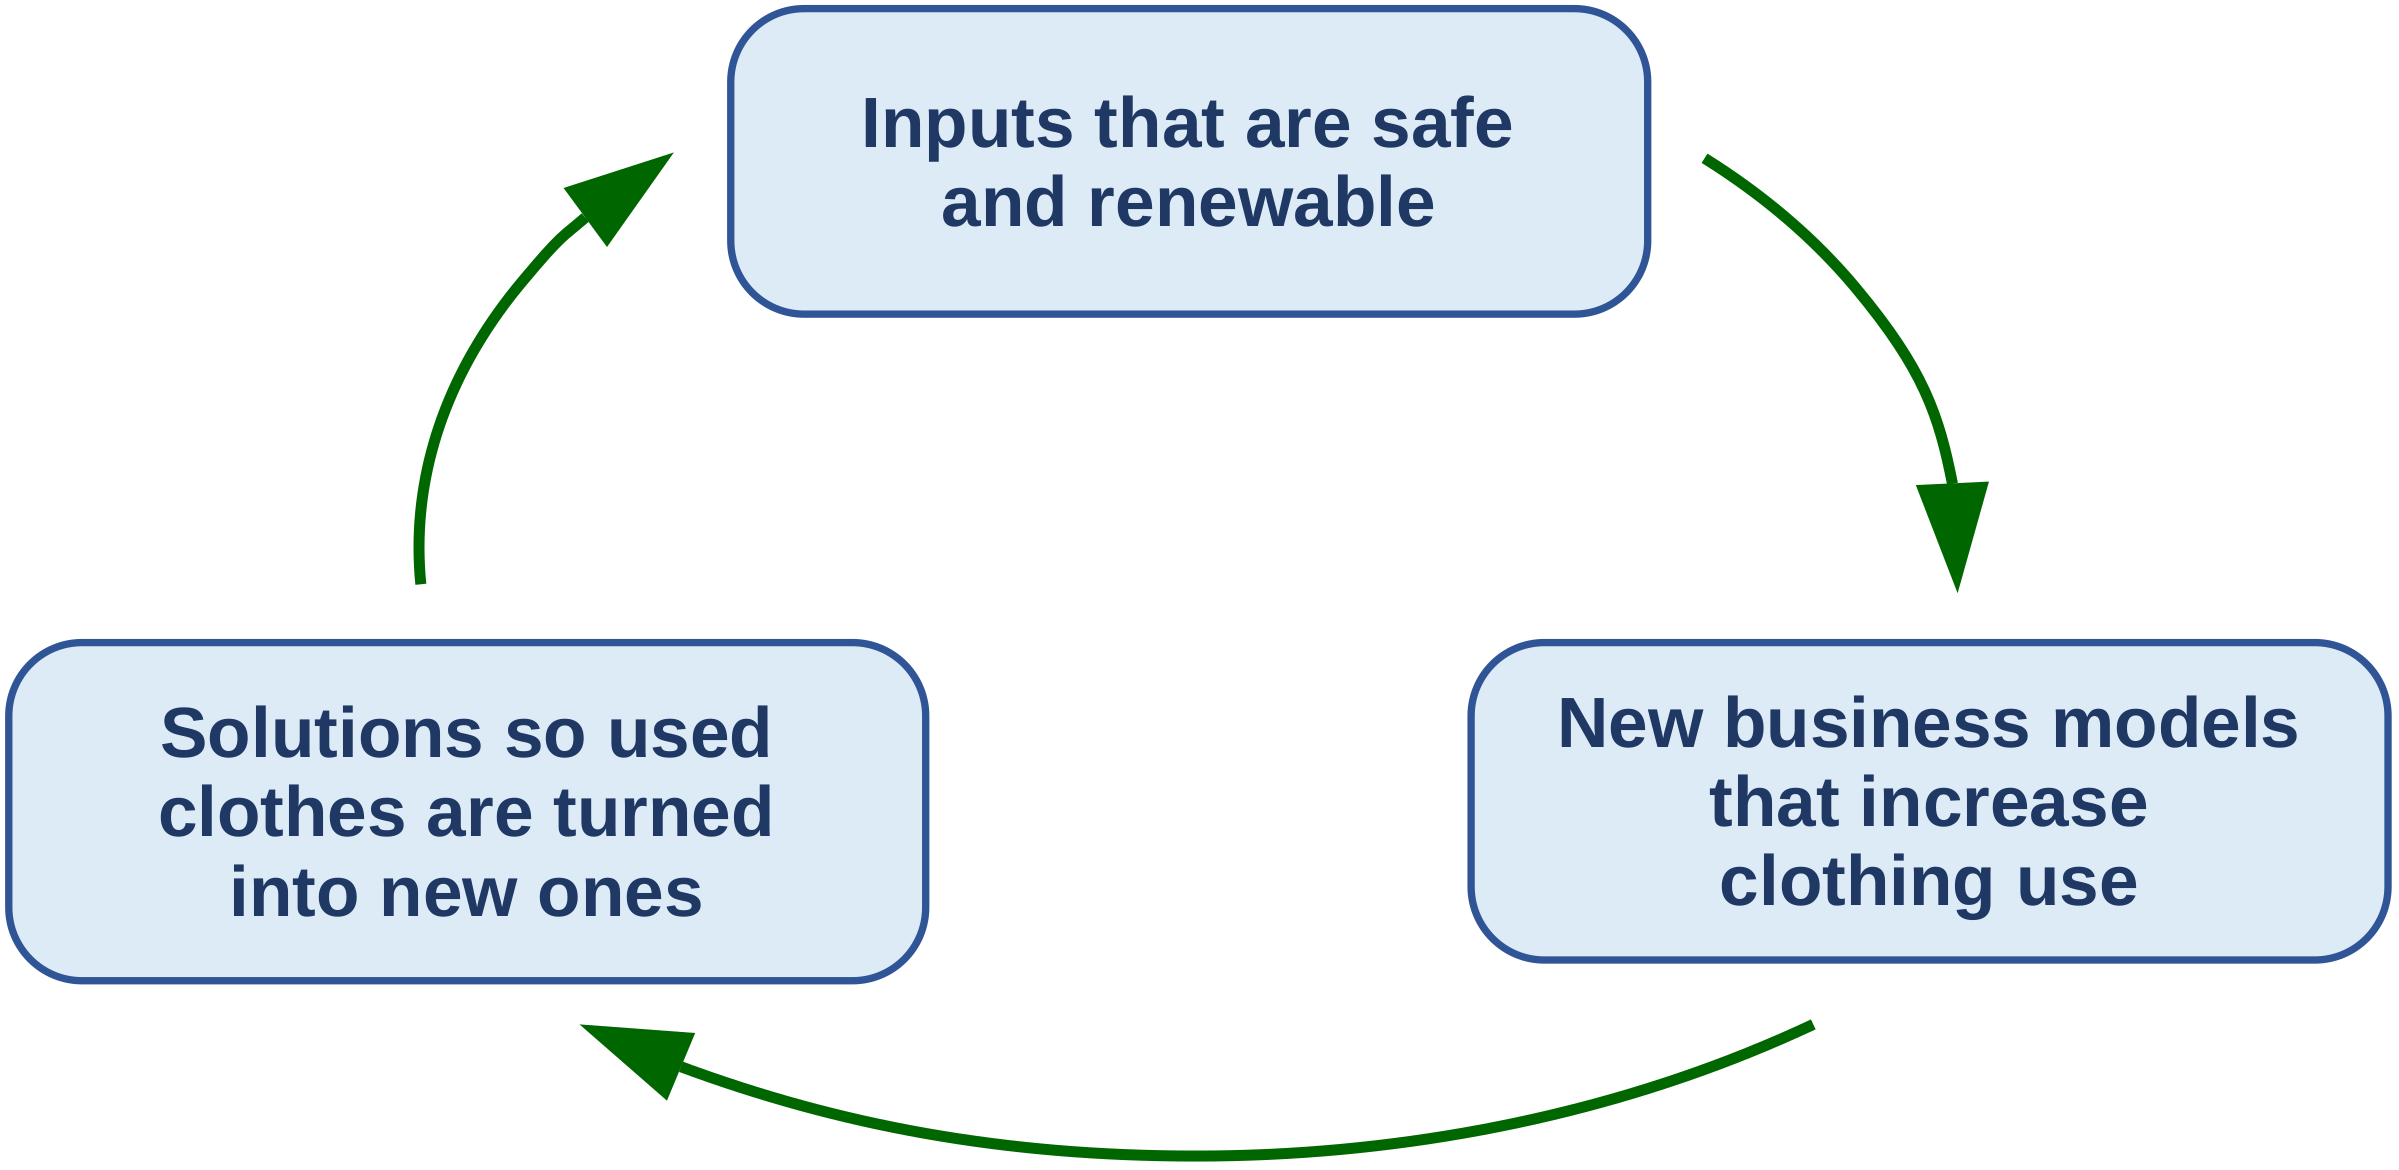 Inputs that are safe
and renewable
Solutions so used
clothes are turned
into new ones
New business models
that increase
clothing use